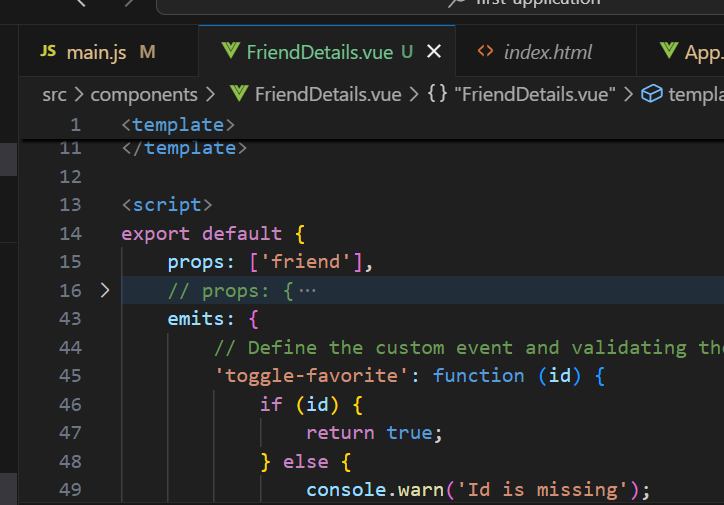 first-application
JS main.js M FriendDetails.vue U index.html App.
src components FriendDetails.vue {} "FriendDetails.vue" templa
1 <template>
11 </template>
12
13 <script>
14 export default {
15 props: ['friend'],
16 // props: {⋯
43 emits: {
44 // Define the custom event and validating the
45 'toggle-favorite': function (id) {
46 if (id) {
47 return true;
48 } else {
49 console.warn('Id is missing');